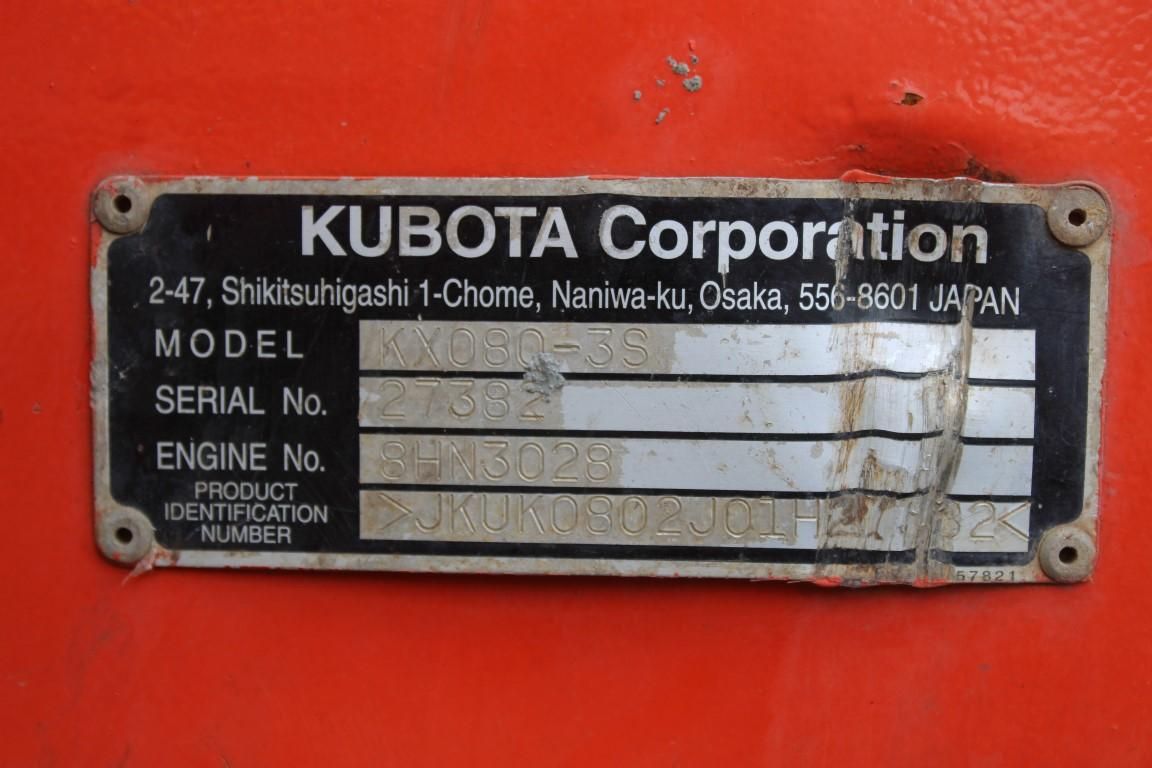 KUBOTA Corporation
2-47, Shikitsuhigashi 1-Chome, Naniwa-ku, Osaka, 556-8601 JAPAN
MODEL KX080-3S
SERIAL No. 27382
ENGINE No. 8HN3028
PRODUCT
IDENTIFICATION
NUMBER
57821